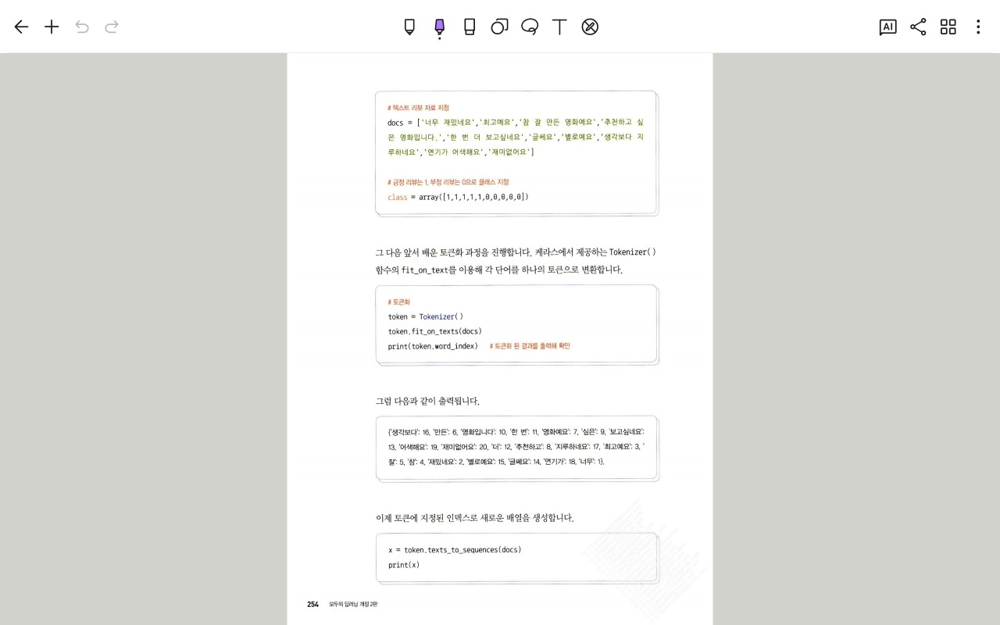 AI
# 텍스트 리뷰 자료 지정
docs = ['너무 재밌네요','최고예요','참 잘 만든 영화예요','추천하고 싶
은 영화입니다.','한 번 더 보고싶네요','글쎄요','별로예요','생각보다 지
루하네요','연기가 어색해요','재미없어요']
# 긍정 리뷰는 1, 부정 리뷰는 0으로 클래스 지정
class = array([1,1,1,1,1,0,0,0,0,0])
그 다음 앞서 배운 토큰화 과정을 진행합니다. 케라스에서 제공하는 Tokenizer()
함수의 fit_on_text를 이용해 각 단어를 하나의 토큰으로 변환합니다.
# 토큰화
token = Tokenizer()
token.fit_on_texts(docs)
print(token.word_index) # 토큰화 된 결과를 출력해 확인
그럼 다음과 같이 출력됩니다.
{'생각보다': 16, '만든': 6, '영화입니다': 10, '한 번': 11, '영화예요': 7, '싶은': 9, '보고싶네요':
13, '어색해요': 19, '재미없어요': 20, '더': 12, '추천하고': 8, '지루하네요': 17, '최고예요': 3, '
잘': 5, '참': 4, '재밌네요': 2, '별로예요': 15, '글쎄요': 14, '연기가': 18, '너무': 1}.
이제 토큰에 지정된 인덱스로 새로운 배열을 생성합니다.
x = token.texts_to_sequences(docs)
print(x)
254 모두의 딥러닝 개정 2판